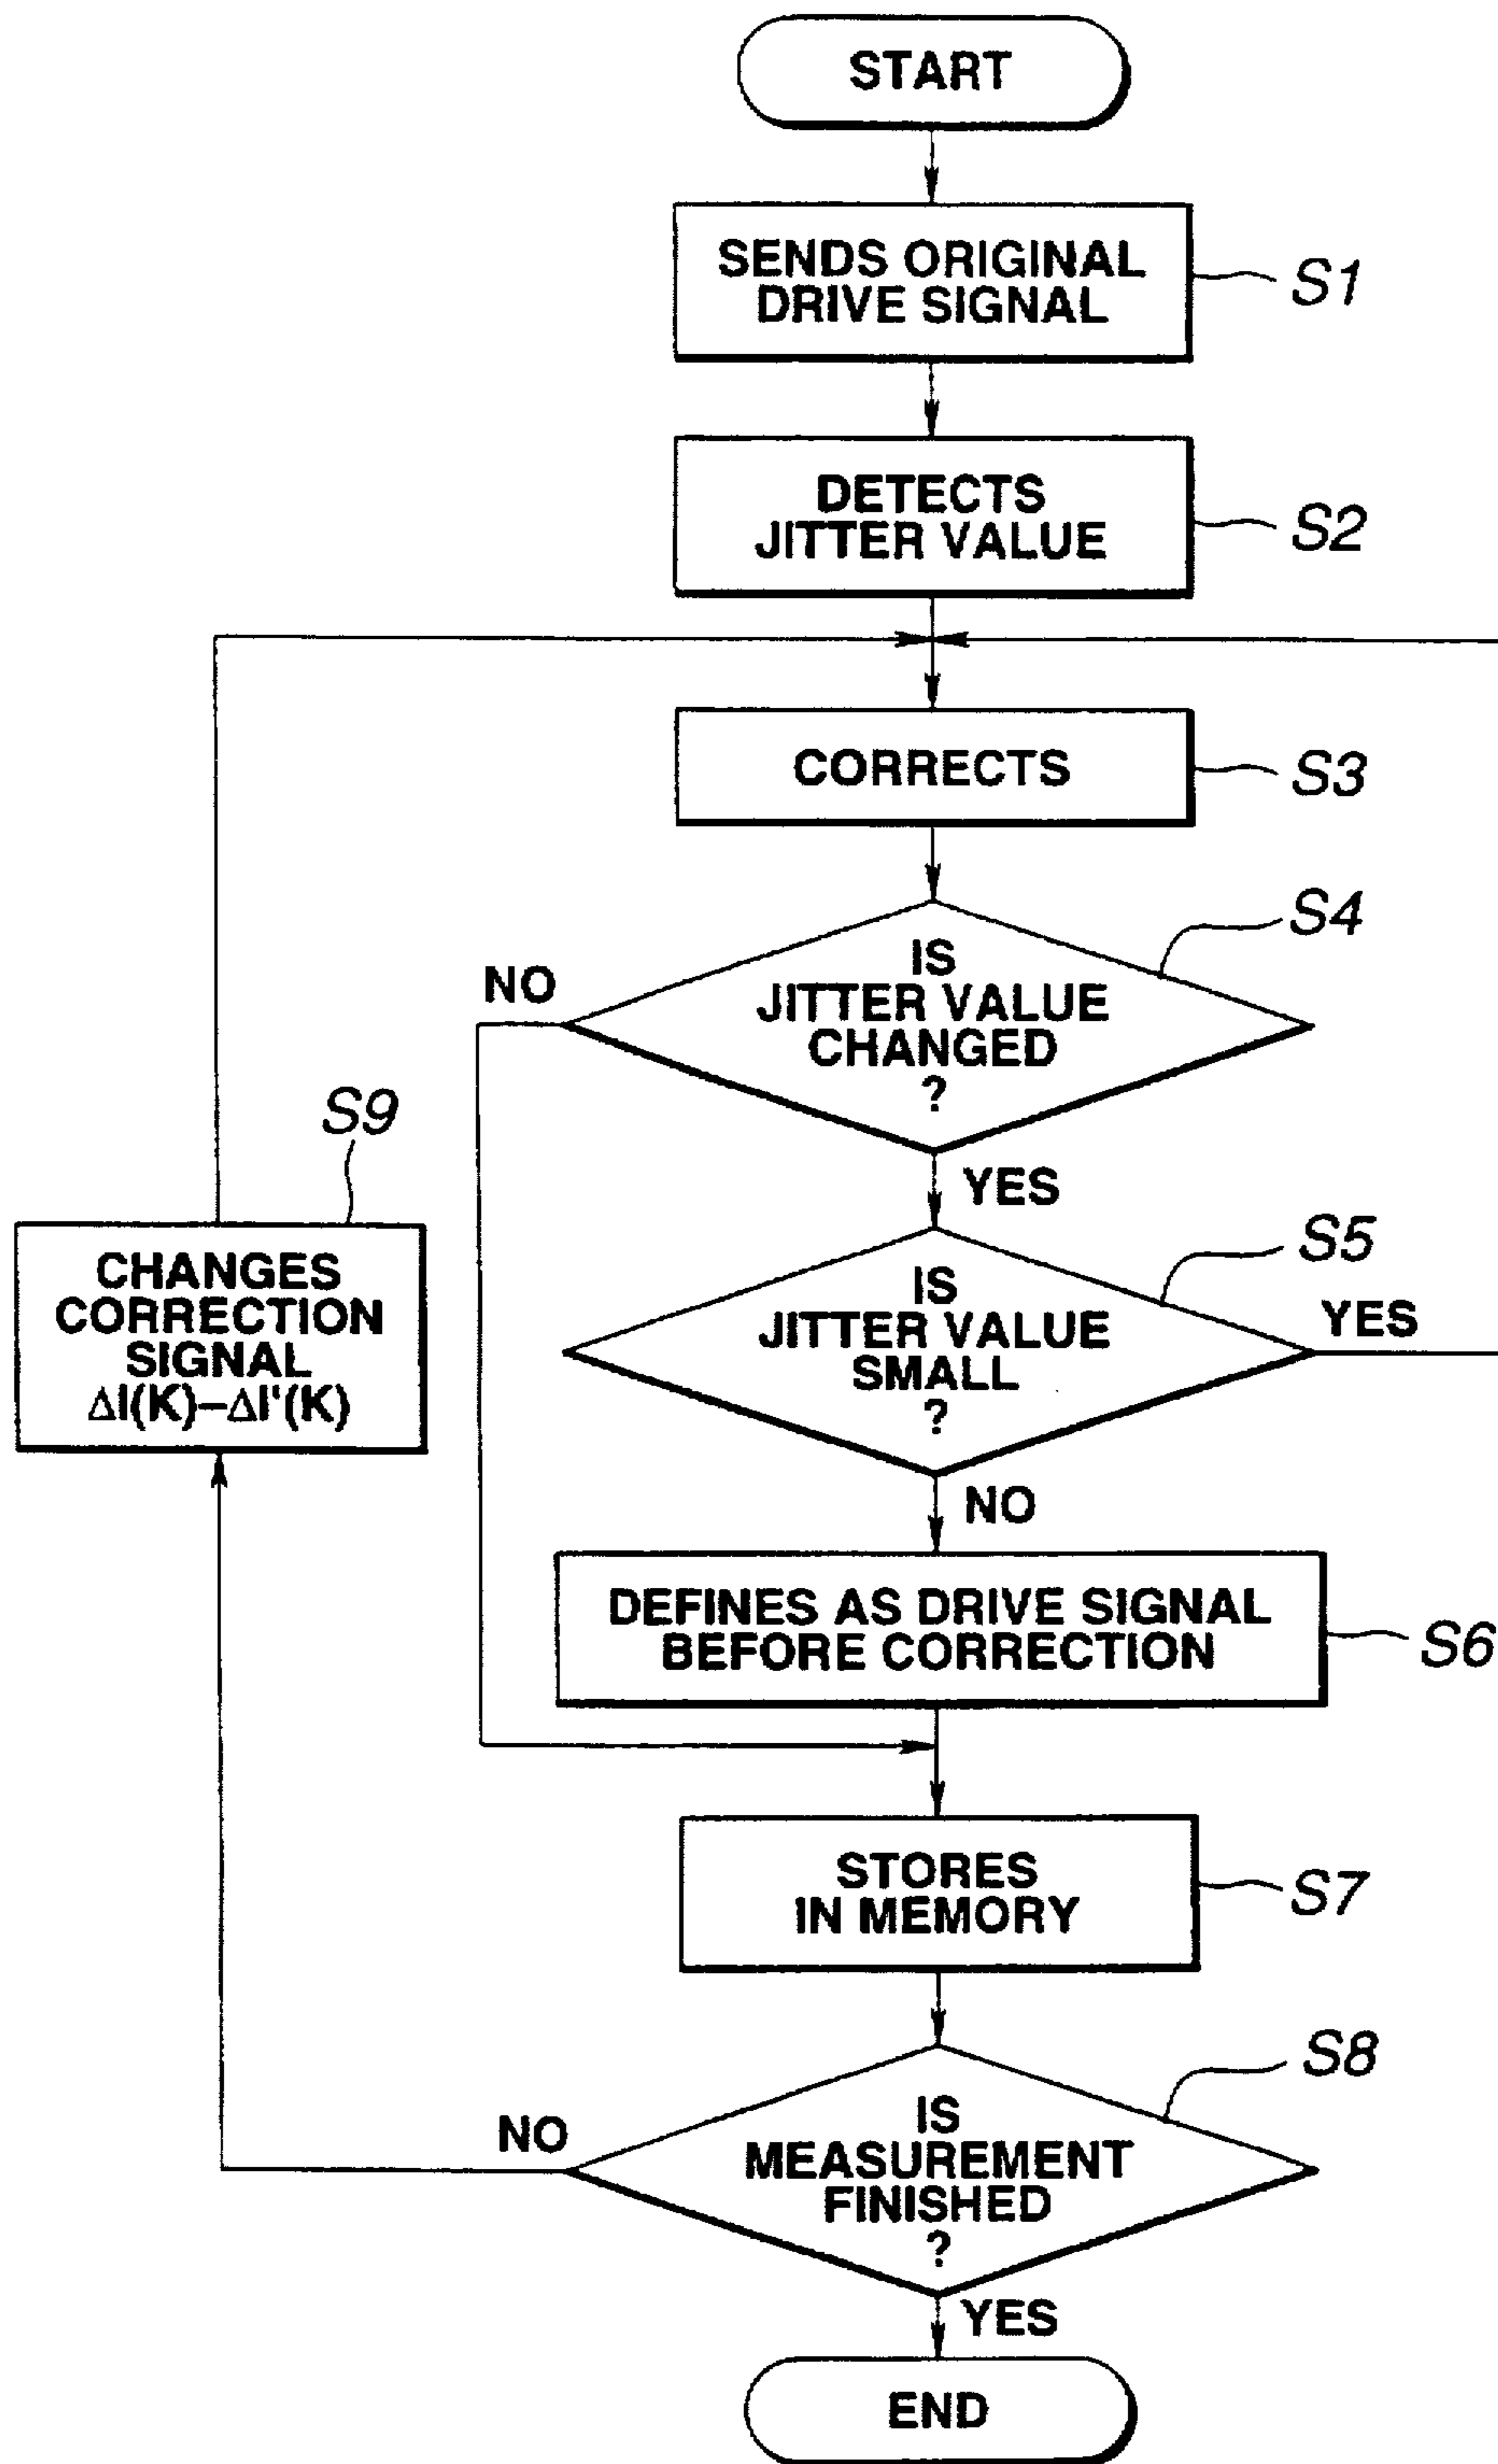 START
SENDS ORIGINAL
DRIVE SIGNAL
S1
DETECTS
JITTER VALUE
S2
CORRECTS
S3
S4
IS
JITTER VALUE
CHANGED
?
NO
YES
S9
CHANGES
CORRECTION
SIGNAL
ΔI(K)–ΔI'(K)
S5
IS
JITTER VALUE
SMALL
?
YES
NO
DEFINES AS DRIVE SIGNAL
BEFORE CORRECTION
S6
STORES
IN MEMORY
S7
S8
IS
MEASUREMENT
FINISHED
?
NO
YES
END